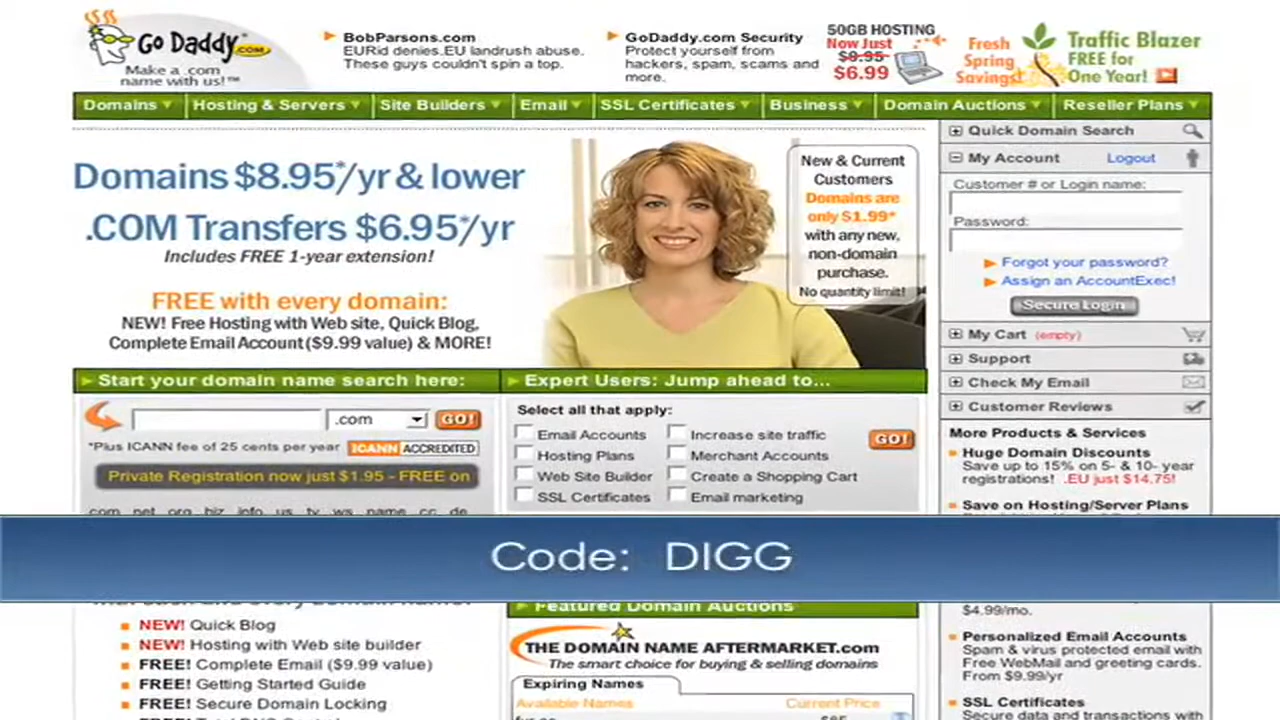 Go Daddy .COM
Make a .com
name with us!™
BobParsons.com
EURid denies.EU landrush abuse.
These guys couldn't spin a top.
GoDaddy.com Security
Protect yourself from
hackers, spam, scams and
more.
50GB HOSTING
Now Just
$9.95
$6.99
Fresh
Spring
Savings!
Traffic Blazer
FREE for
One Year!
Domains
Hosting & Servers
Site Builders
Email
SSL Certificates
Business
Domain Auctions
Reseller Plans
Domains $8.95*/yr & lower
.COM Transfers $6.95*/yr
Includes FREE 1-year extension!
FREE with every domain:
NEW! Free Hosting with Web site, Quick Blog,
Complete Email Account ($9.99 value) & MORE!
New & Current
Customers
Domains are
only $1.99*
with any new,
non-domain
purchase.
No quantity limit!
Quick Domain Search
My Account Logout
Customer # or Login name:
Password:
Forgot your password?
Assign an AccountExec!
Secure Login
My Cart (empty)
Support
Check My Email
Customer Reviews
More Products & Services
Huge Domain Discounts
Save up to 15% on 5- & 10- year
registrations! .EU just $14.75!
Save on Hosting/Server Plans
Start your domain name search here:
.com GO!
*Plus ICANN fee of 25 cents per year ICANN ACCREDITED
Private Registration now just $1.95 - FREE on
com net org biz info us tv ws name cc de
Expert Users: Jump ahead to...
Select all that apply:
Email Accounts
Increase site traffic
GO!
Hosting Plans
Merchant Accounts
Web Site Builder
Create a Shopping Cart
SSL Certificates
Email marketing
Code: DIGG
NEW! Quick Blog
NEW! Hosting with Web site builder
FREE! Complete Email ($9.99 value)
FREE! Getting Started Guide
FREE! Secure Domain Locking
Featured Domain Auctions
THE DOMAIN NAME AFTERMARKET.com
The smart choice for buying & selling domains
Expiring Names
Available Names Current Price
$4.99/mo.
Personalized Email Accounts
Spam & virus protected email with
Free WebMail and greeting cards.
From $9.99/yr
SSL Certificates
Secure data and transactions with